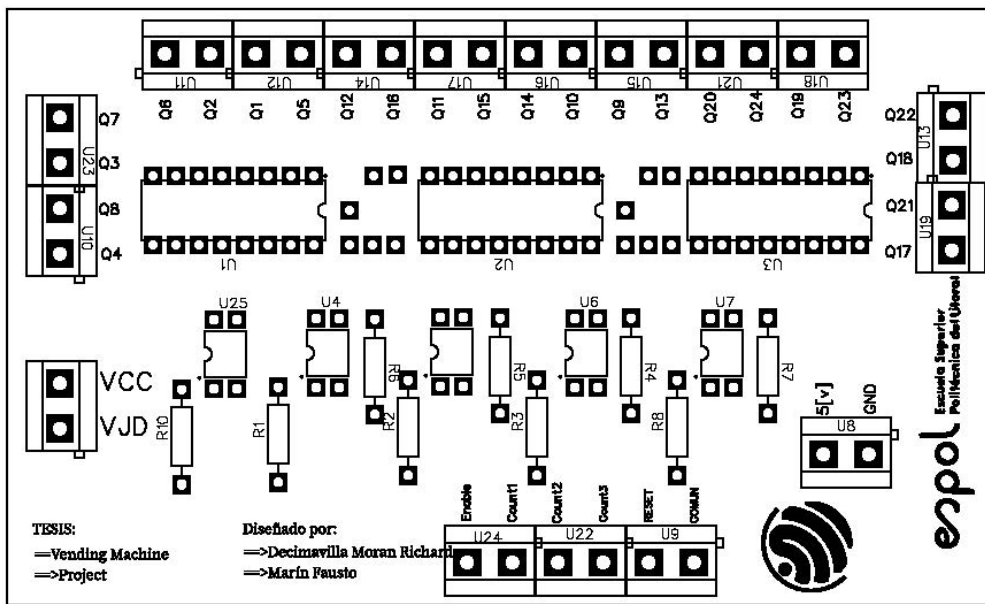 U11 U12 U14 U17 U16 U15 U21 U18
Q6 Q2 Q1 Q5 Q12 Q16 Q11 Q15 Q14 Q10 Q9 Q13 Q20 Q24 Q19 Q23
Q7
Q3
U23
Q8
Q4
U10
Q22
Q18
U13
Q21
Q17
U19
U1 U2 U3
U25 U4 U6 U7
R6 R5 R4 R7
R10 R1 R2 R3 R8
VCC
VJD
5[v] GND
U8
Escuela Superior
Politécnica del Litoral
espol
Enable Count1 Count2 Count3 RESET COMUN
U24 U22 U9
TESIS:
=>Vending Machine
=>Project
Diseñado por:
=>Decimavilla Moran Richard
=>Marín Fausto